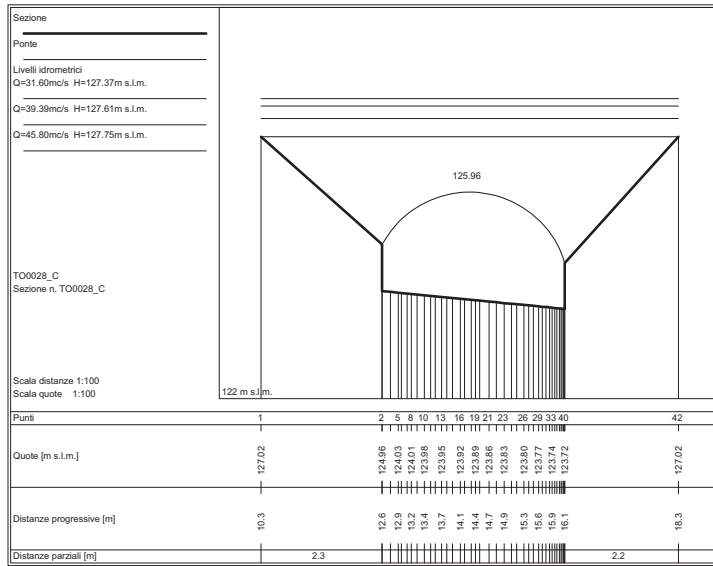 Sezione
Ponte
Livelli idrometrici
Q=31.60mc/s H=127.37m s.l.m.
Q=39.39mc/s H=127.61m s.l.m.
Q=45.80mc/s H=127.75m s.l.m.
125.96
TO0028_C
Sezione n. TO0028_C
Scala distanze 1:100
Scala quote 1:100
122 m s.l.m.
Punti 1 2 5 8 10 13 16 19 21 23 26 29 33 40 42
Quote [m s.l.m.] 127.02 124.96 124.03 124.01 123.98 123.95 123.92 123.89 123.86 123.83 123.80 123.77 123.74 123.72 127.02
Distanze progressive [m] 10.3 12.6 12.9 13.2 13.4 13.7 14.1 14.4 14.7 14.9 15.3 15.6 15.9 16.1 18.3
Distanze parziali [m] 2.3 2.2